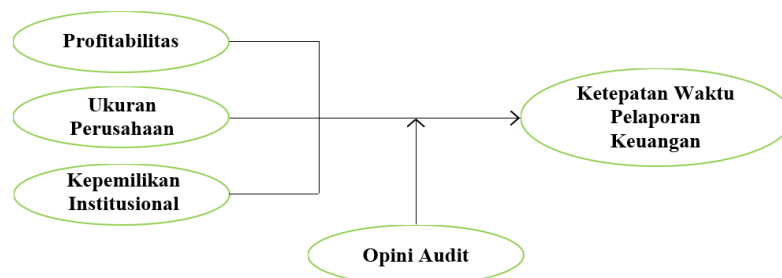 Profitabilitas
Ukuran
Perusahaan
Kepemilikan
Institusional
Ketepatan Waktu
Pelaporan
Keuangan
Opini Audit